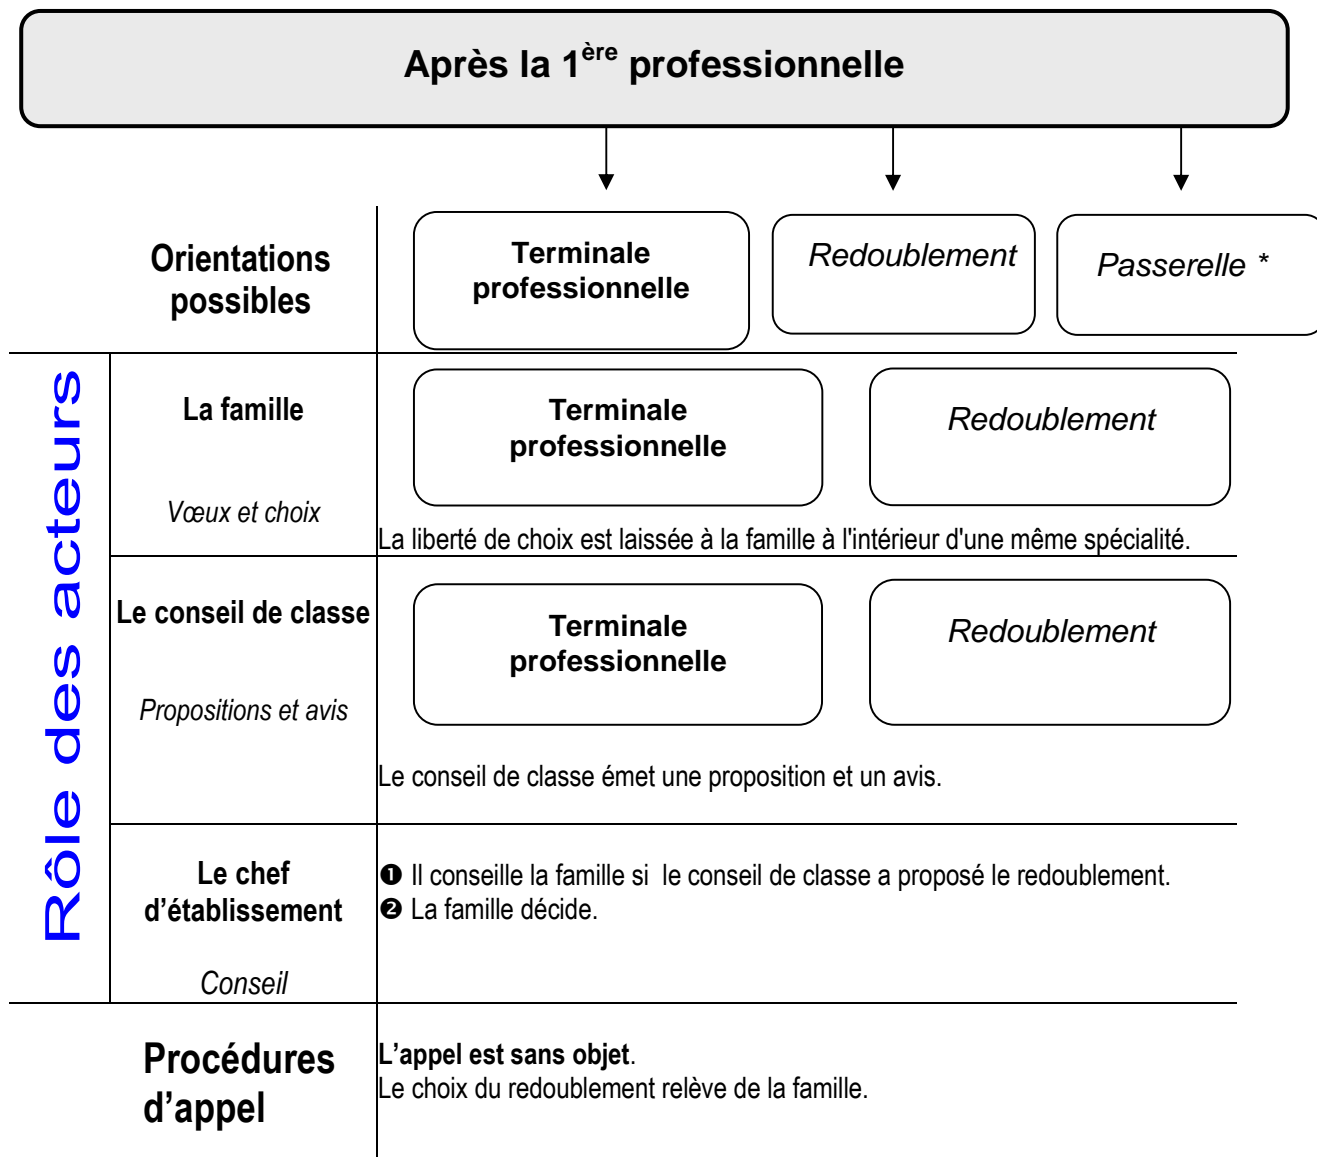 Après la 1ère professionnelle
Orientations
possibles
Terminale
professionnelle
Redoublement
Passerelle *
Rôle des acteurs
La famille
Vœux et choix
Terminale
professionnelle
Redoublement
La liberté de choix est laissée à la famille à l'intérieur d'une même spécialité.
Le conseil de classe
Propositions et avis
Terminale
professionnelle
Redoublement
Le conseil de classe émet une proposition et un avis.
Le chef
d’établissement
Conseil
❶ Il conseille la famille si le conseil de classe a proposé le redoublement.
❷ La famille décide.
Procédures
d’appel
L’appel est sans objet.
Le choix du redoublement relève de la famille.